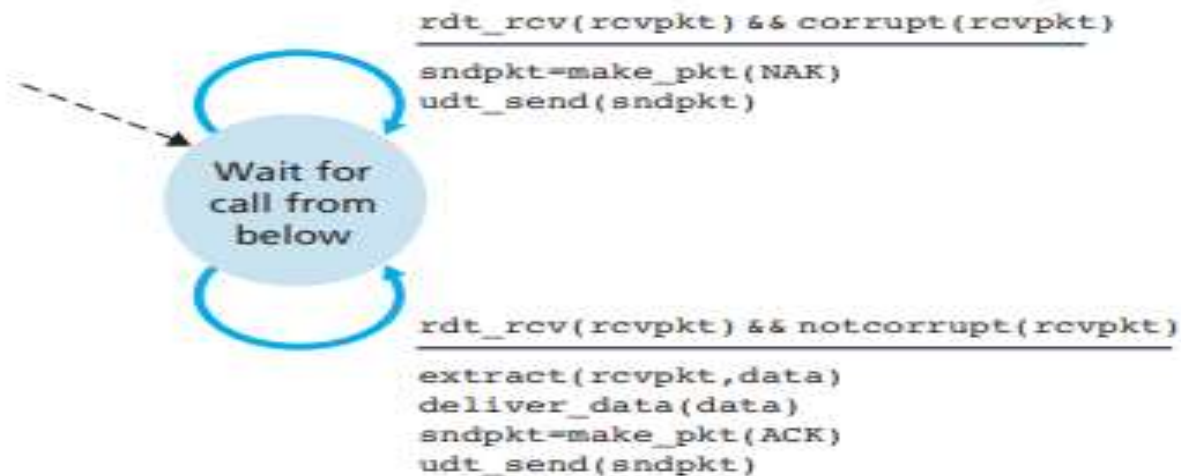 rdt_rcv(rcvpkt) && corrupt(rcvpkt)
sndpkt=make_pkt(NAK)
udt_send(sndpkt)
Wait for
call from
below
rdt_rcv(rcvpkt) && notcorrupt(rcvpkt)
extract(rcvpkt,data)
deliver_data(data)
sndpkt=make_pkt(ACK)
udt_send(sndpkt)